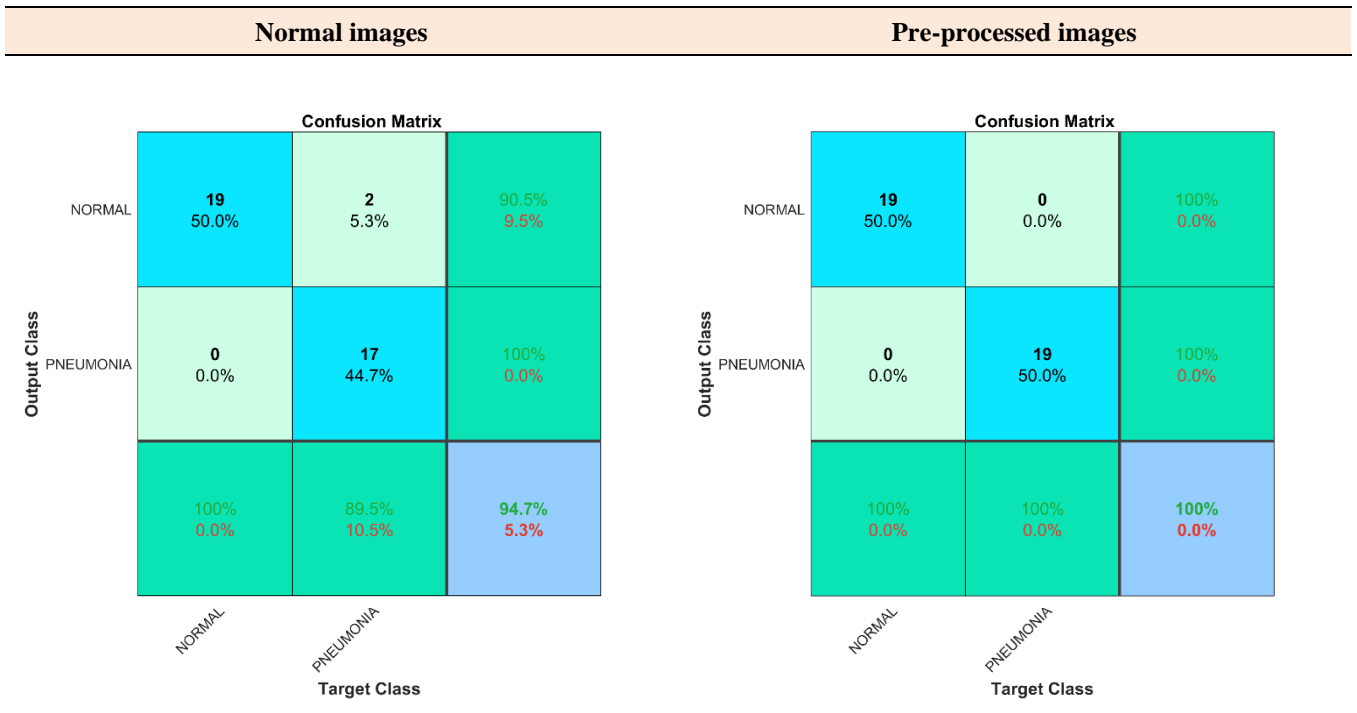 Normal images
Pre-processed images
Confusion Matrix
NORMAL
19
50.0%
2
5.3%
90.5%
9.5%
PNEUMONIA
0
0.0%
17
44.7%
100%
0.0%
100%
0.0%
89.5%
10.5%
94.7%
5.3%
Output Class
NORMAL
PNEUMONIA
Target Class
Confusion Matrix
NORMAL
19
50.0%
0
0.0%
100%
0.0%
PNEUMONIA
0
0.0%
19
50.0%
100%
0.0%
100%
0.0%
100%
0.0%
100%
0.0%
Output Class
NORMAL
PNEUMONIA
Target Class